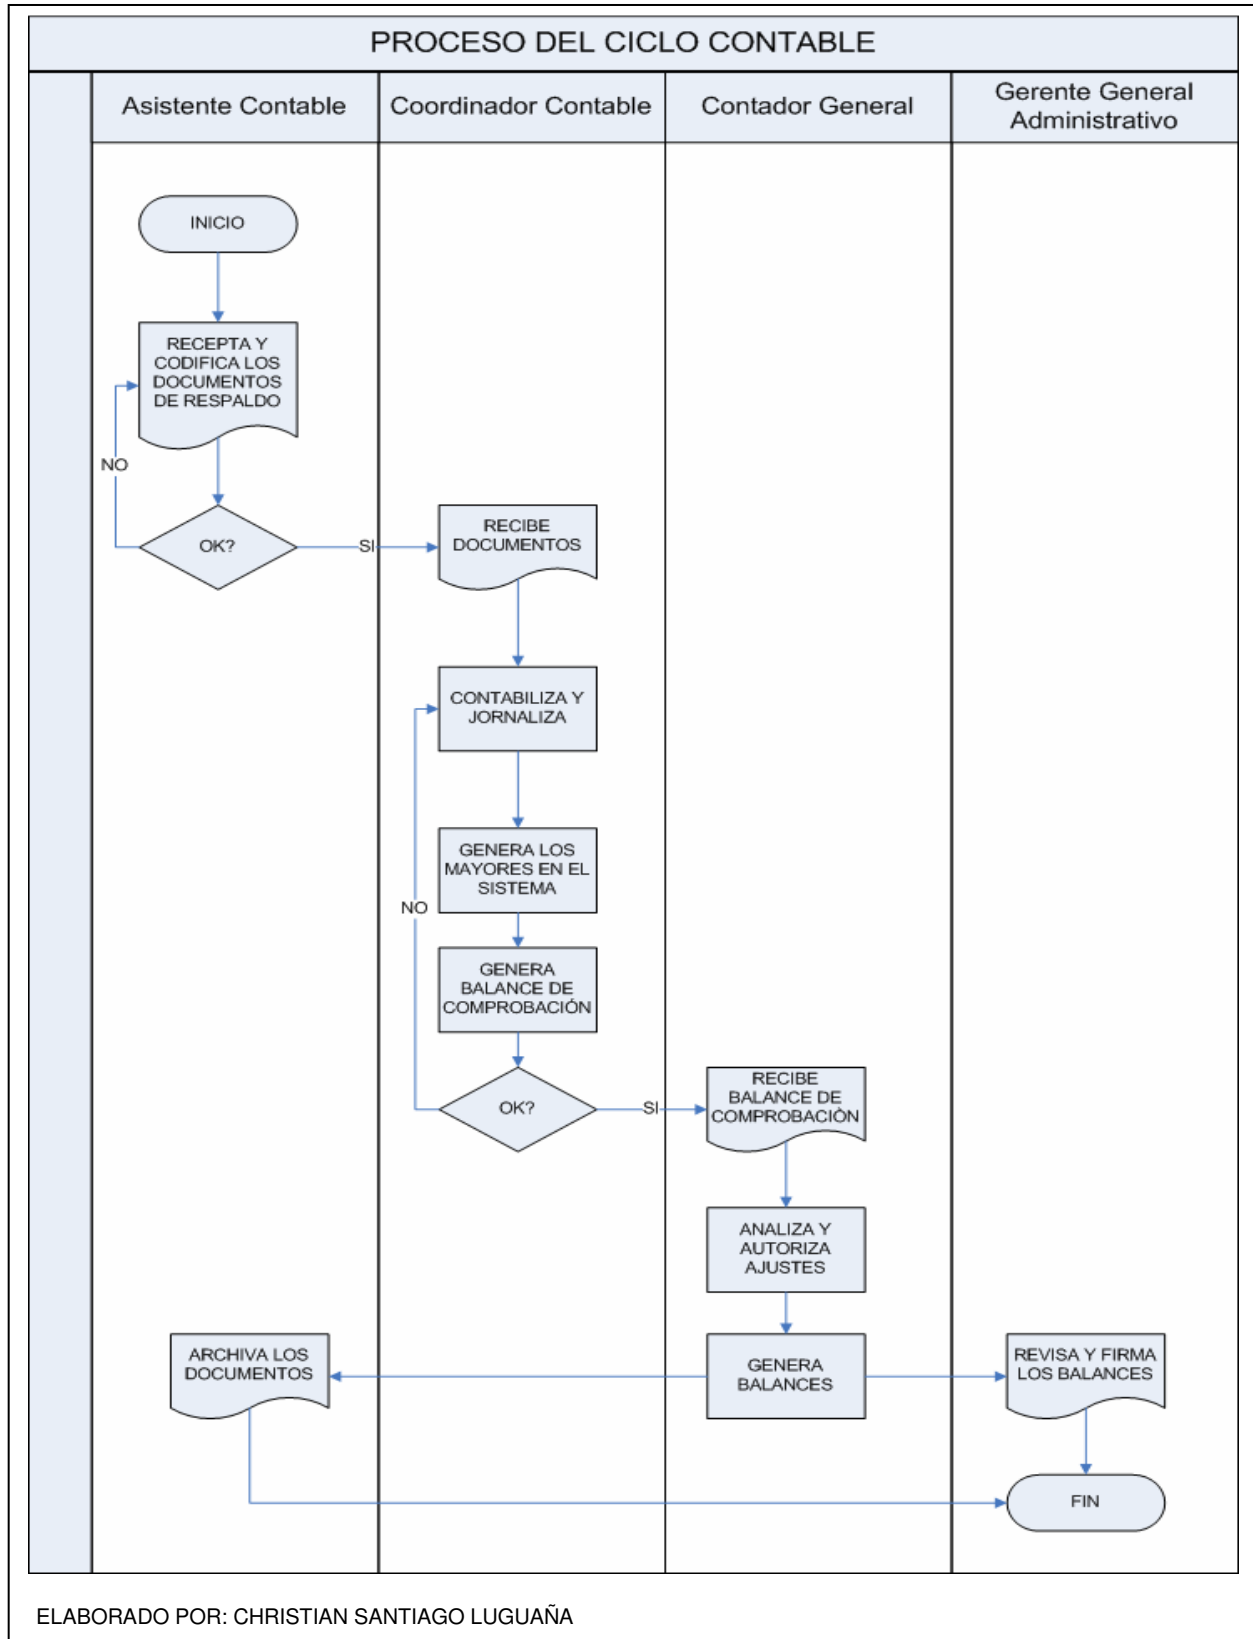 PROCESO DEL CICLO CONTABLE
Asistente Contable
Coordinador Contable
Contador General
Gerente General
Administrativo
INICIO
RECEPTA Y
CODIFICA LOS
DOCUMENTOS
DE RESPALDO
NO
OK?
SI
RECIBE
DOCUMENTOS
CONTABILIZA Y
JORNALIZA
GENERA LOS
MAYORES EN EL
SISTEMA
NO
GENERA
BALANCE DE
COMPROBACIÓN
OK?
SI
RECIBE
BALANCE DE
COMPROBACIÓN
ANALIZA Y
AUTORIZA
AJUSTES
ARCHIVA LOS
DOCUMENTOS
GENERA
BALANCES
REVISA Y FIRMA
LOS BALANCES
FIN
ELABORADO POR: CHRISTIAN SANTIAGO LUGUAÑA